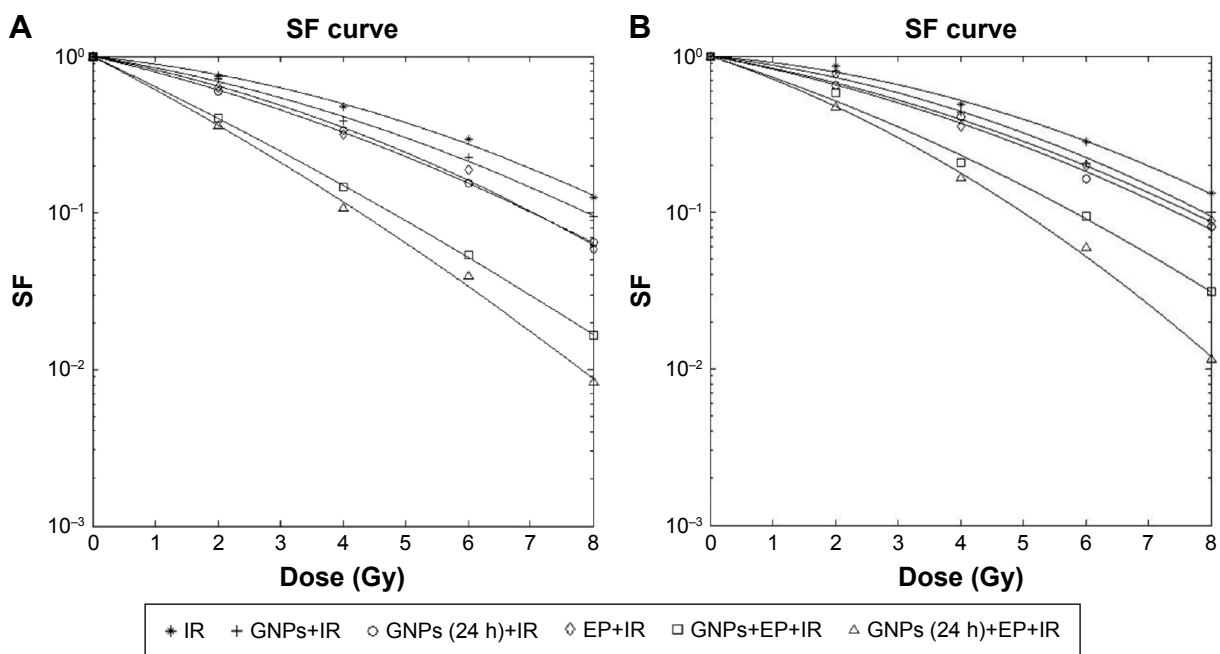 A
SF curve
10⁰
10⁻¹
10⁻²
10⁻³
SF
0 1 2 3 4 5 6 7 8
Dose (Gy)
B
SF curve
10⁰
10⁻¹
10⁻²
10⁻³
SF
0 1 2 3 4 5 6 7 8
Dose (Gy)
IR GNPs+IR GNPs (24 h)+IR EP+IR GNPs+EP+IR GNPs (24 h)+EP+IR